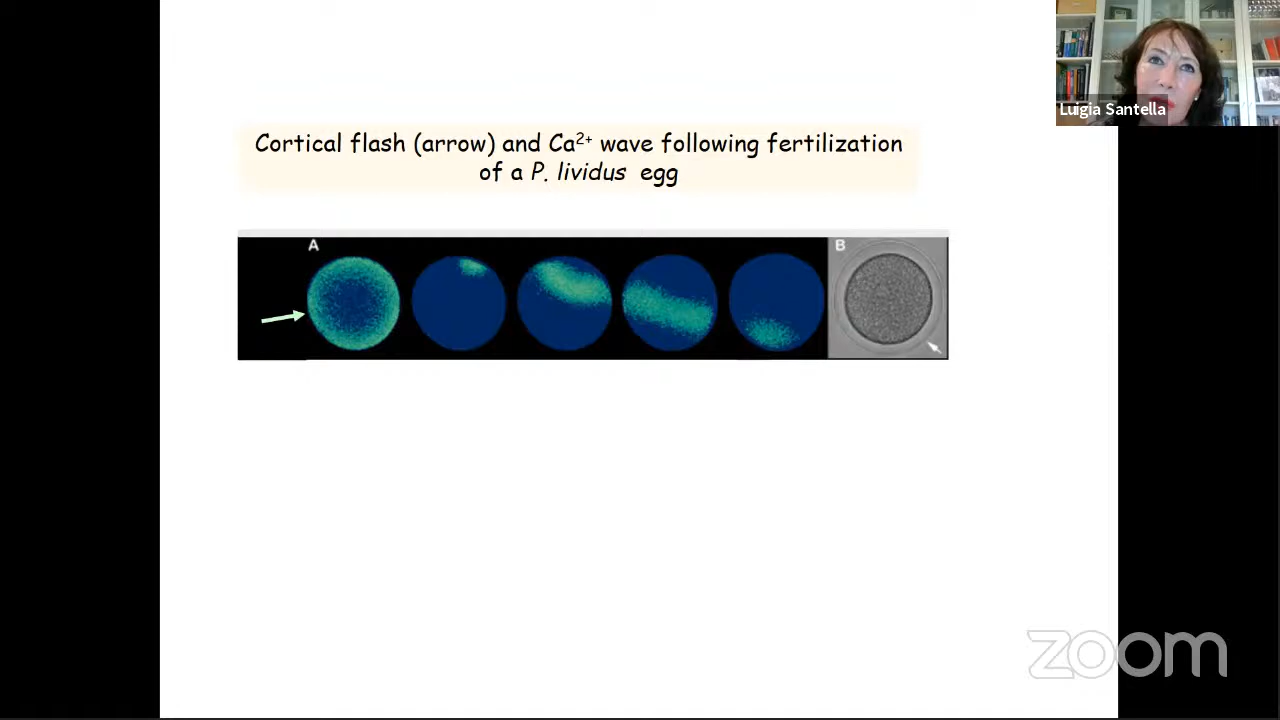 Luigia Santella
Cortical flash (arrow) and Ca²⁺ wave following fertilization
of a P. lividus egg
A
B
zoom